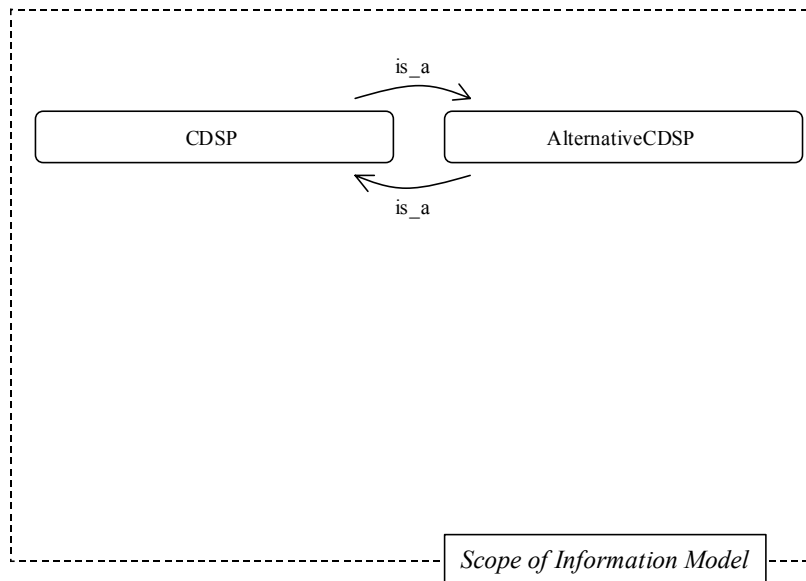 is_a
CDSP
AlternativeCDSP
is_a
Scope of Information Model